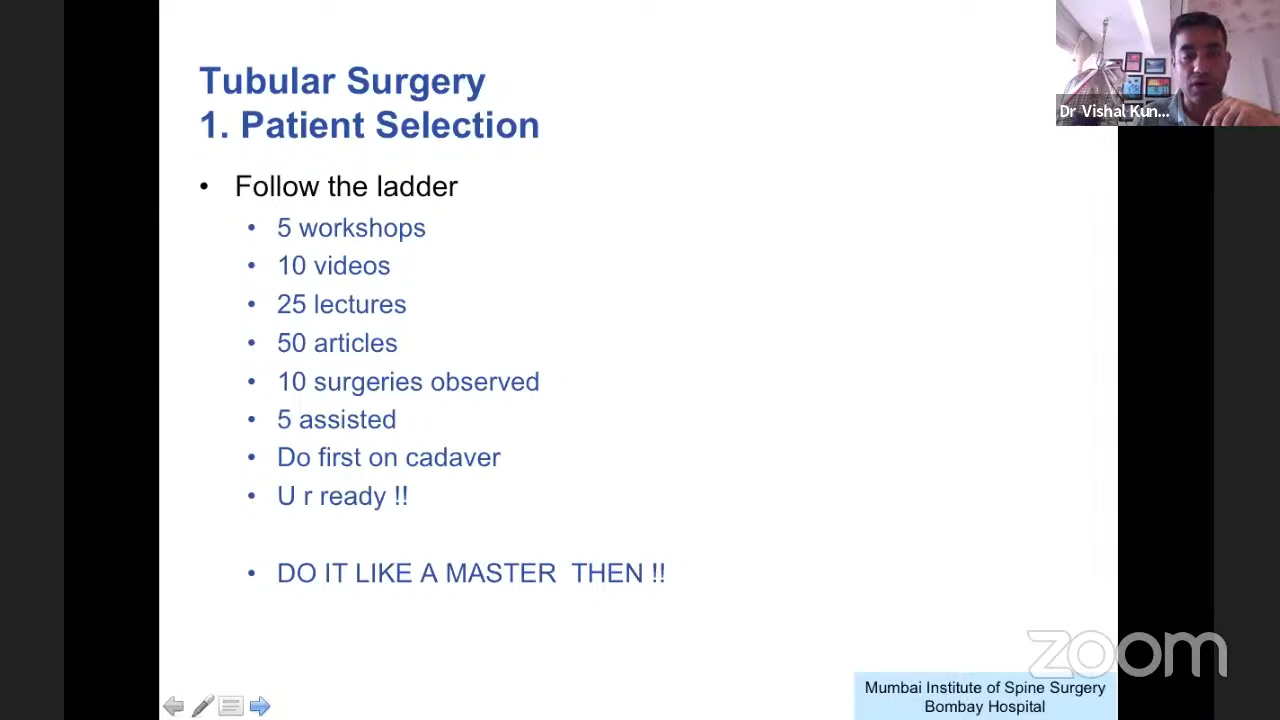 Tubular Surgery
1. Patient Selection
• Follow the ladder
• 5 workshops
• 10 videos
• 25 lectures
• 50 articles
• 10 surgeries observed
• 5 assisted
• Do first on cadaver
• U r ready !!
• DO IT LIKE A MASTER  THEN !!
Dr Vishal Kun...
zoom
Mumbai Institute of Spine Surgery
Bombay Hospital